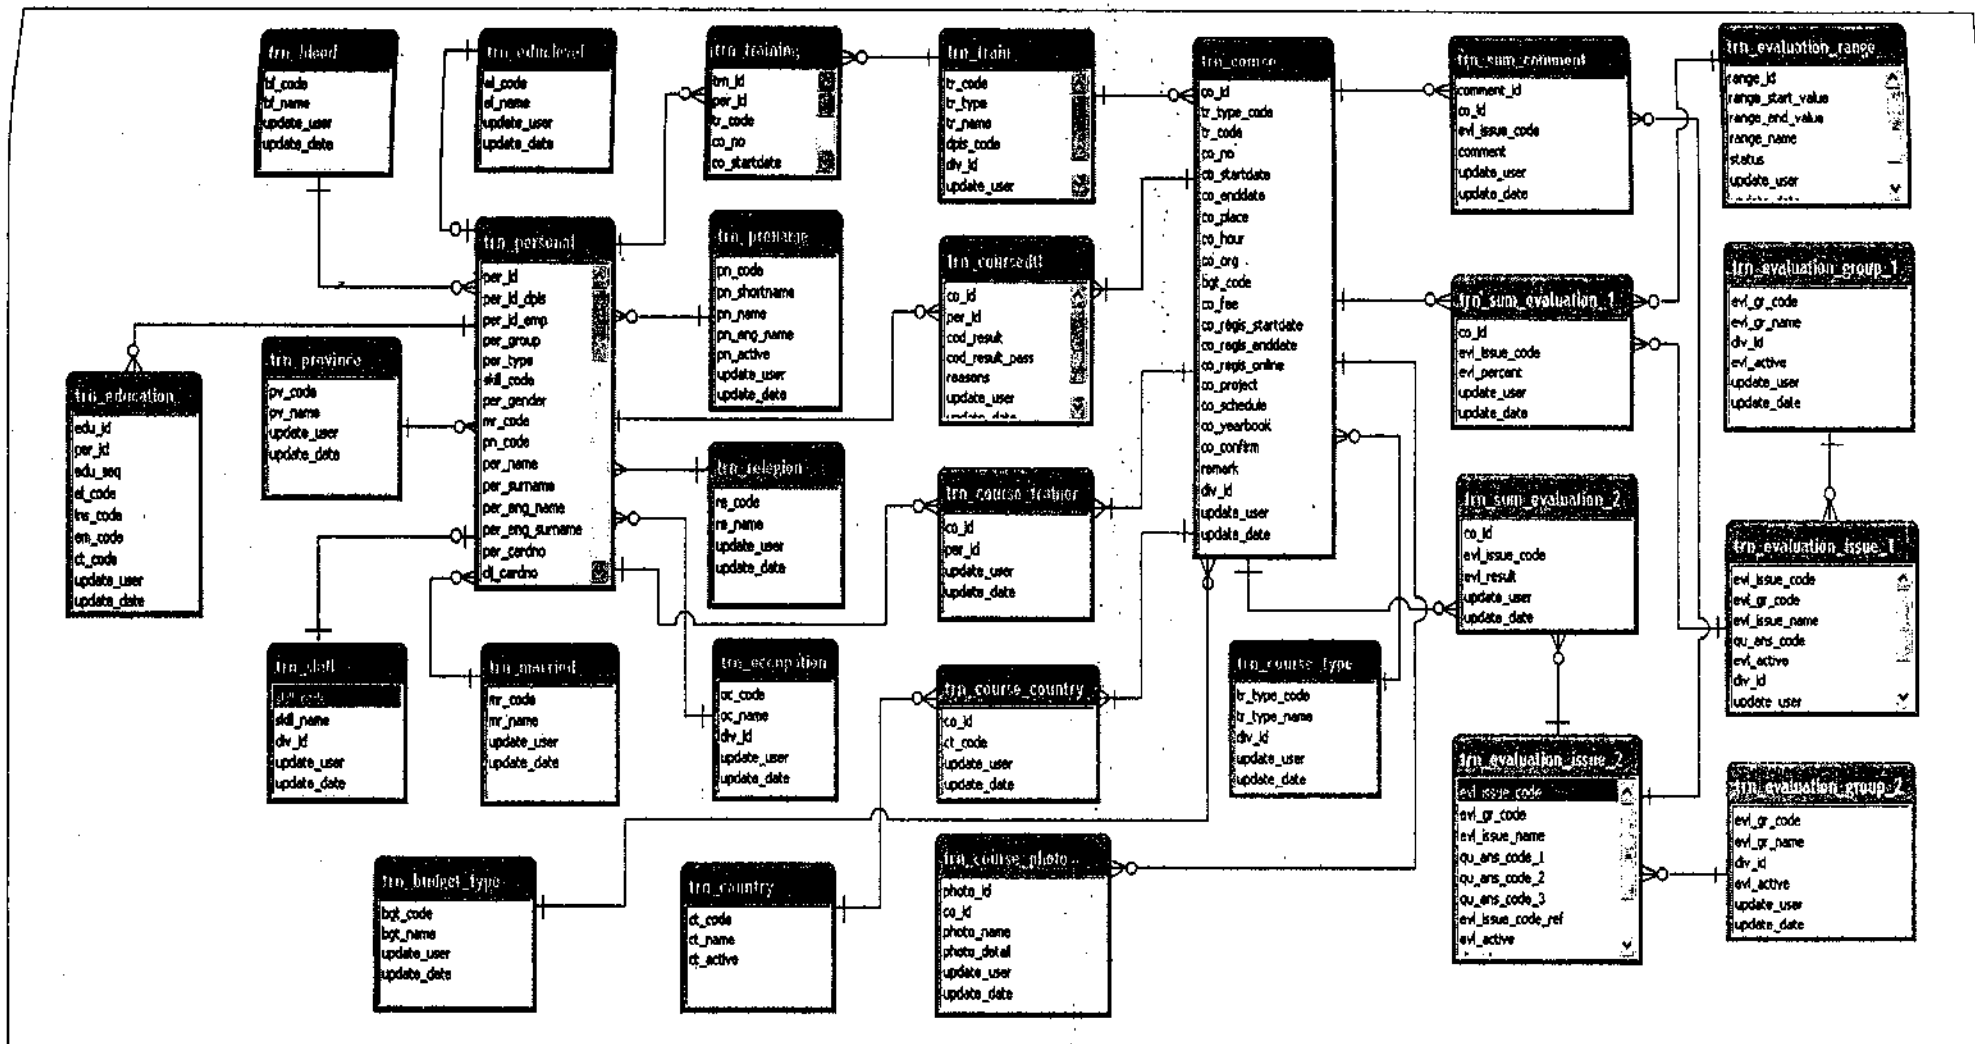 trn_blood
bl_code
bl_name
update_user
update_date
trn_educlevel
el_code
el_name
update_user
update_date
trn_training
trn_id
per_id
tr_code
co_no
co_startdate
trn_train
tr_code
tr_type
tr_name
dpis_code
div_id
update_user
trn_course
co_id
tr_type_code
tr_code
co_no
co_startdate
co_enddate
co_place
co_hour
co_org
bgt_code
co_fee
co_regis_startdate
co_regis_enddate
co_regis_online
co_project
co_schedule
co_yearbook
co_confirm
remark
div_id
update_user
update_date
trn_sum_comment
comment_id
co_id
evl_issue_code
comment
update_user
update_date
trn_evaluation_range
range_id
range_start_value
range_end_value
range_name
status
update_user
update_date
trn_personal
per_id
per_id_dpis
per_id_emp
per_group
per_type
skill_code
per_gender
mr_code
pn_code
per_name
per_surname
per_eng_name
per_eng_surname
per_cardno
trn_prename
pn_code
pn_shortname
pn_name
pn_eng_name
pn_active
update_user
update_date
trn_coursedtl
co_id
per_id
cod_result
cod_result_pass
reasons
update_user
update_date
trn_sum_evaluation_1
co_id
evl_issue_code
evl_percent
update_user
update_date
trn_evaluation_group_1
evl_gr_code
evl_gr_name
div_id
evl_active
update_user
update_date
trn_education
edu_id
per_id
edu_seq
el_code
ins_code
em_code
ct_code
update_user
update_date
trn_province
pv_code
pv_name
update_user
update_date
trn_relegion
re_code
re_name
update_user
update_date
trn_course_trainer
co_id
per_id
update_user
update_date
trn_sum_evaluation_2
co_id
evl_issue_code
evl_result
update_user
update_date
trn_evaluation_issue_1
evl_issue_code
evl_gr_code
evl_issue_name
qu_ans_code
evl_active
div_id
update_user
trn_skill
skill_code
skill_name
div_id
update_user
update_date
trn_married
mr_code
mr_name
update_user
update_date
trn_occupation
oc_code
oc_name
div_id
update_user
update_date
trn_course_country
co_id
ct_code
update_user
update_date
trn_course_type
tr_type_code
tr_type_name
div_id
update_user
update_date
trn_evaluation_issue_2
evl_issue_code
evl_gr_code
evl_issue_name
qu_ans_code_1
qu_ans_code_2
qu_ans_code_3
evl_issue_code_ref
evl_active
trn_evaluation_group_2
evl_gr_code
evl_gr_name
div_id
evl_active
update_user
update_date
trn_budget_type
bgt_code
bgt_name
update_user
update_date
trn_country
ct_code
ct_name
ct_active
trn_course_photo
photo_id
co_id
photo_name
photo_detail
update_user
update_date